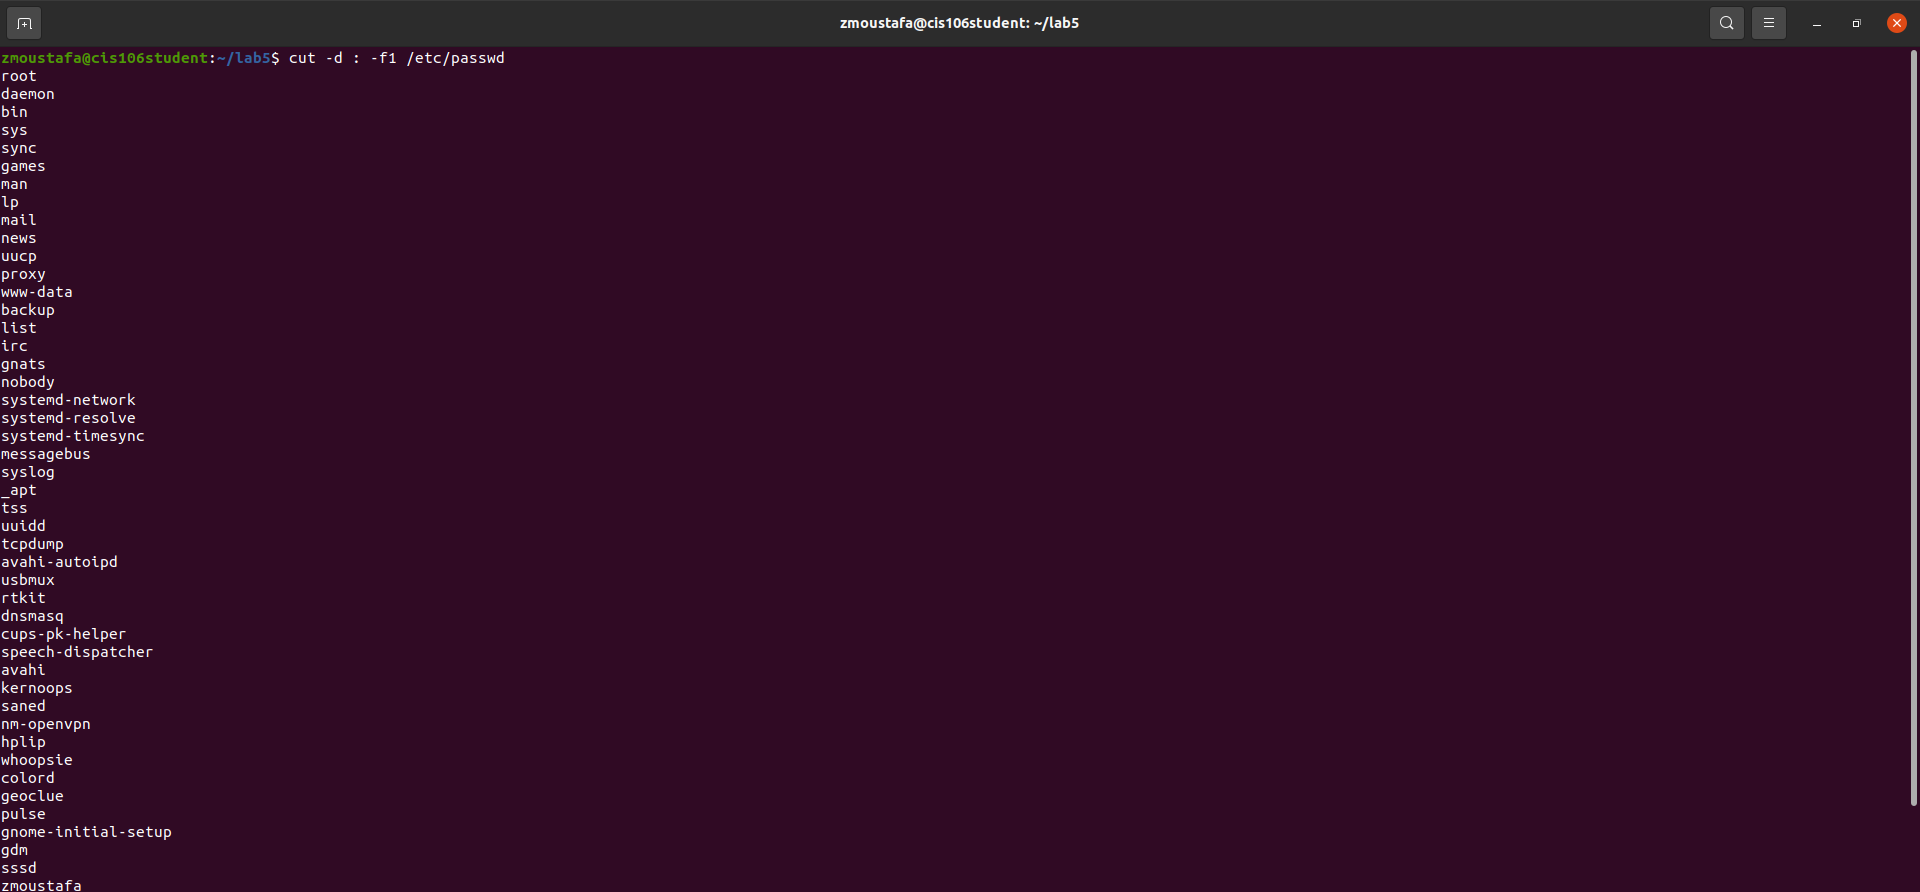 zmoustafa@cis106student: ~/lab5
zmoustafa@cis106student:~/lab5$ cut -d : -f1 /etc/passwd
root
daemon
bin
sys
sync
games
man
lp
mail
news
uucp
proxy
www-data
backup
list
irc
gnats
nobody
systemd-network
systemd-resolve
systemd-timesync
messagebus
syslog
_apt
tss
uuidd
tcpdump
avahi-autoipd
usbmux
rtkit
dnsmasq
cups-pk-helper
speech-dispatcher
avahi
kernoops
saned
nm-openvpn
hplip
whoopsie
colord
geoclue
pulse
gnome-initial-setup
gdm
sssd
zmoustafa